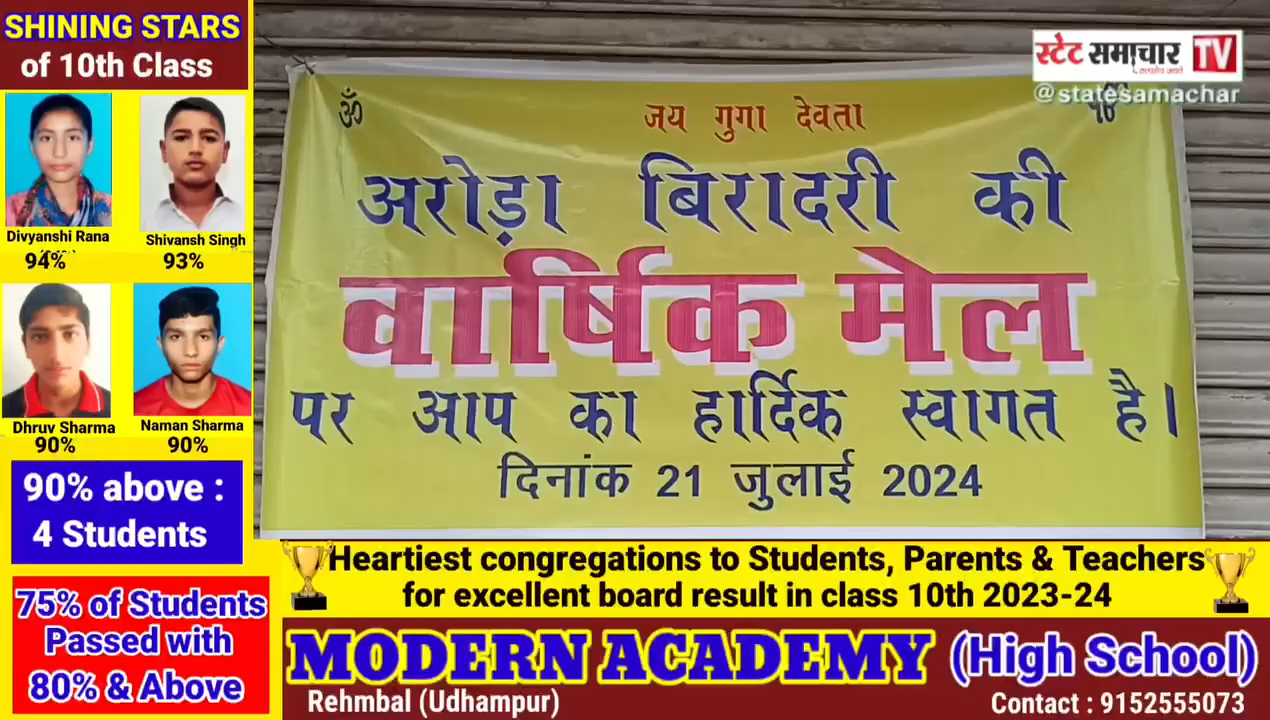 SHINING STARS
of 10th Class
Divyanshi Rana
94%
Shivansh Singh
93%
Dhruv Sharma
90%
Naman Sharma
90%
90% above :
4 Students
75% of Students
Passed with
80% & Above
स्टेट समाचार TV
@statesamachar
ॐ
जय गुगा देवता
अरोड़ा बिरादरी की
वार्षिक मेल
पर आप का हार्दिक स्वागत है।
दिनांक 21 जुलाई 2024
Heartiest congregations to Students, Parents & Teachers
for excellent board result in class 10th 2023-24
MODERN ACADEMY (High School)
Rehmbal (Udhampur)
Contact : 9152555073